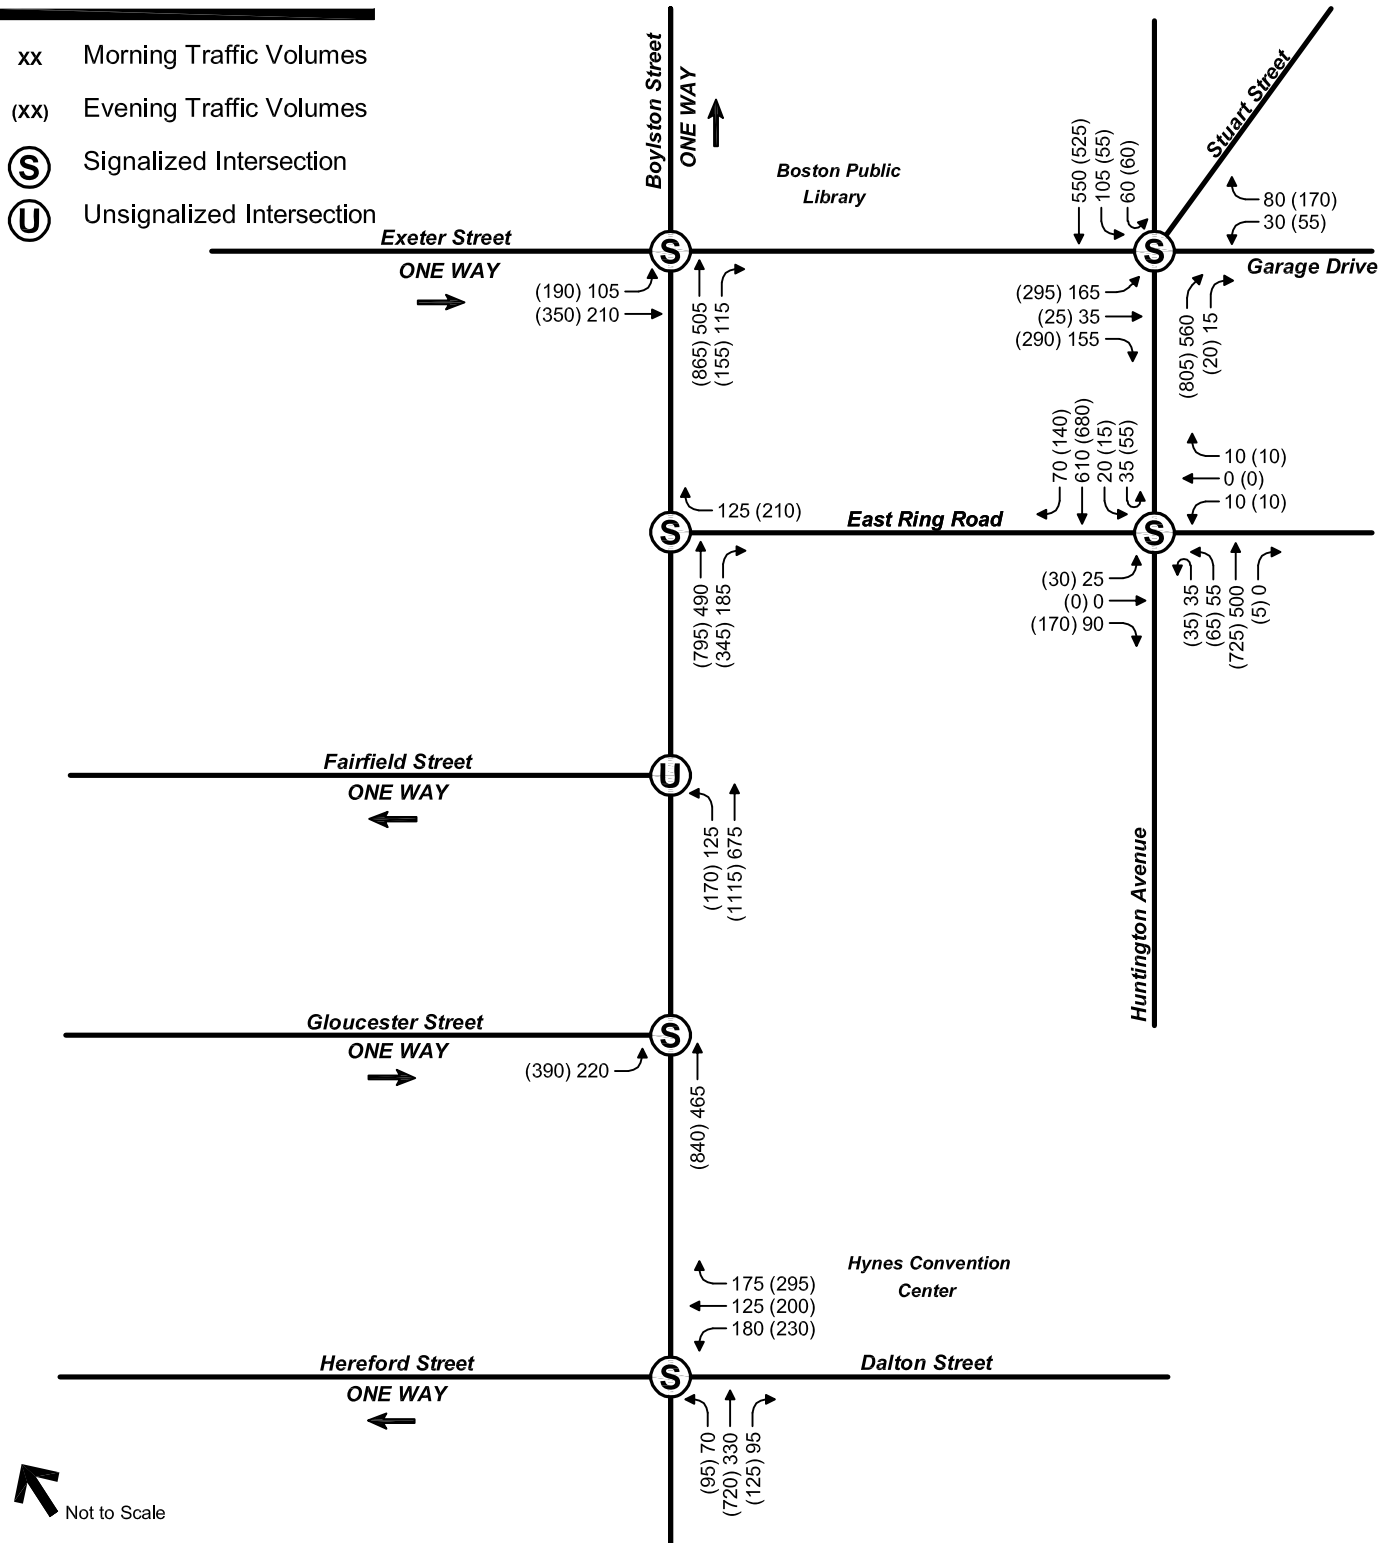 xx Morning Traffic Volumes
(XX) Evening Traffic Volumes
S Signalized Intersection
U Unsignalized Intersection
Boylston Street
ONE WAY
Boston Public
Library
550 (525)
105 (55)
60 (60)
Stuart Street
80 (170)
30 (55)
Exeter Street
ONE WAY
S
S
Garage Drive
(190) 105
(350) 210
(865) 505
(155) 115
(295) 165
(25) 35
(290) 155
(805) 560
(20) 15
70 (140)
610 (680)
20 (15)
35 (55)
10 (10)
0 (0)
10 (10)
125 (210)
S
East Ring Road
S
(795) 490
(345) 185
(30) 25
(0) 0
(170) 90
(35) 35
(65) 55
(725) 500
(5) 0
Fairfield Street
ONE WAY
U
(170) 125
(1115) 675
Huntington Avenue
Gloucester Street
ONE WAY
S
(390) 220
(840) 465
175 (295)
125 (200)
180 (230)
Hynes Convention
Center
Hereford Street
ONE WAY
S
Dalton Street
(95) 70
(720) 330
(125) 95
Not to Scale